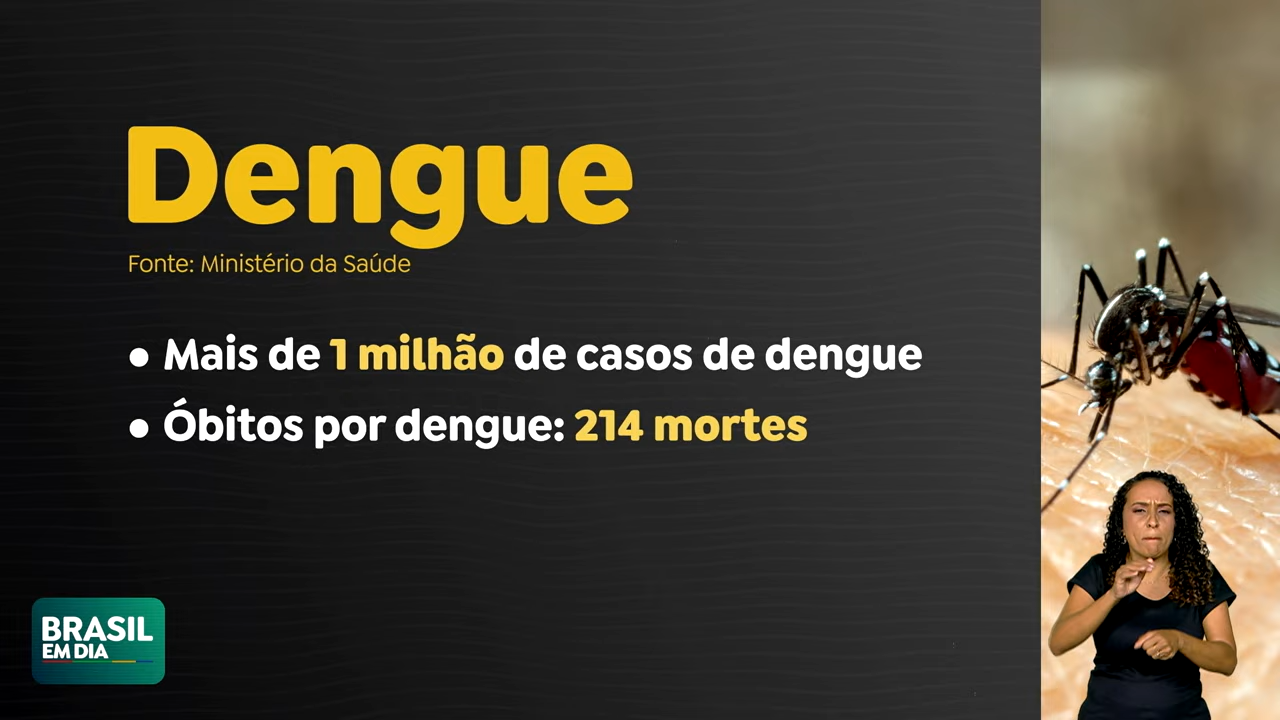 Dengue
Fonte: Ministério da Saúde
• Mais de 1 milhão de casos de dengue
• Óbitos por dengue: 214 mortes
BRASIL
EM DIA